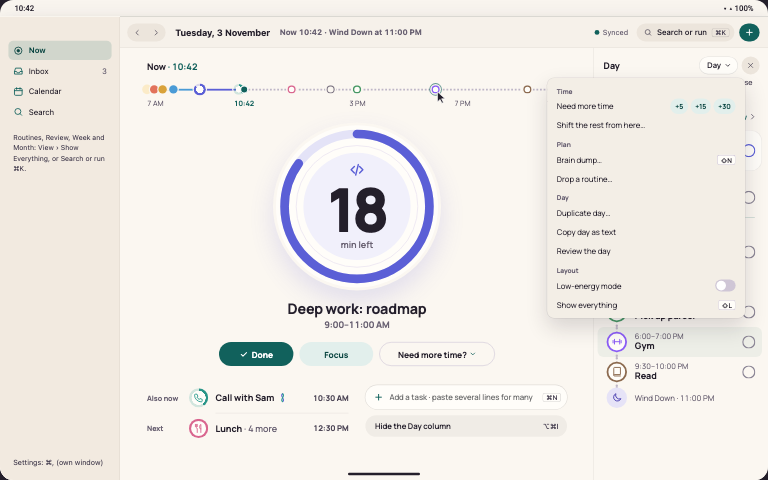 10:42
100%
Tuesday, 3 November
Now 10:42 · Wind Down at 11:00 PM
Synced
Search or run ⌘K
Now
Inbox 3
Calendar
Search
Routines, Review, Week and
Month: View › Show
Everything, or Search or run
⌘K.
Settings: ⌘, (own window)
Now · 10:42
7 AM
10:42
3 PM
7 PM
18
min left
Deep work: roadmap
9:00–11:00 AM
Done
Focus
Need more time?
Also now
Call with Sam
10:30 AM
Next
Lunch · 4 more
12:30 PM
Add a task · paste several lines for many ⌘N
Hide the Day column ⌥⌘I
Day
Day
Time
Need more time +5 +15 +30
Shift the rest from here…
Plan
Brain dump… ⇧N
Drop a routine…
Day
Duplicate day…
Copy day as text
Review the day
Layout
Low-energy mode
Show everything ⇧L
6:00–7:00 PM
Gym
9:30–10:00 PM
Read
Wind Down · 11:00 PM